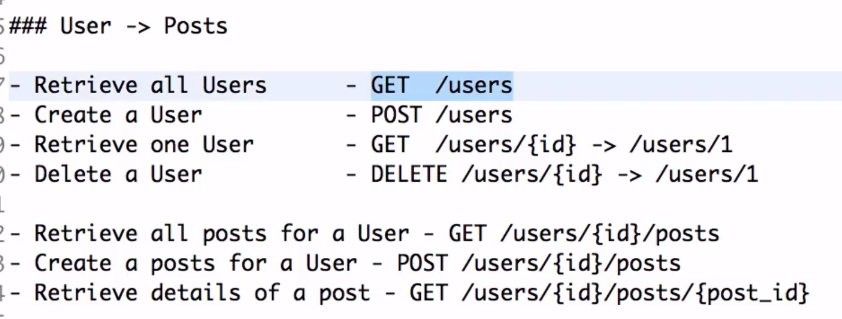 ### User -> Posts
- Retrieve all Users - GET /users
- Create a User - POST /users
- Retrieve one User - GET /users/{id} -> /users/1
- Delete a User - DELETE /users/{id} -> /users/1
- Retrieve all posts for a User - GET /users/{id}/posts
- Create a posts for a User - POST /users/{id}/posts
- Retrieve details of a post - GET /users/{id}/posts/{post_id}